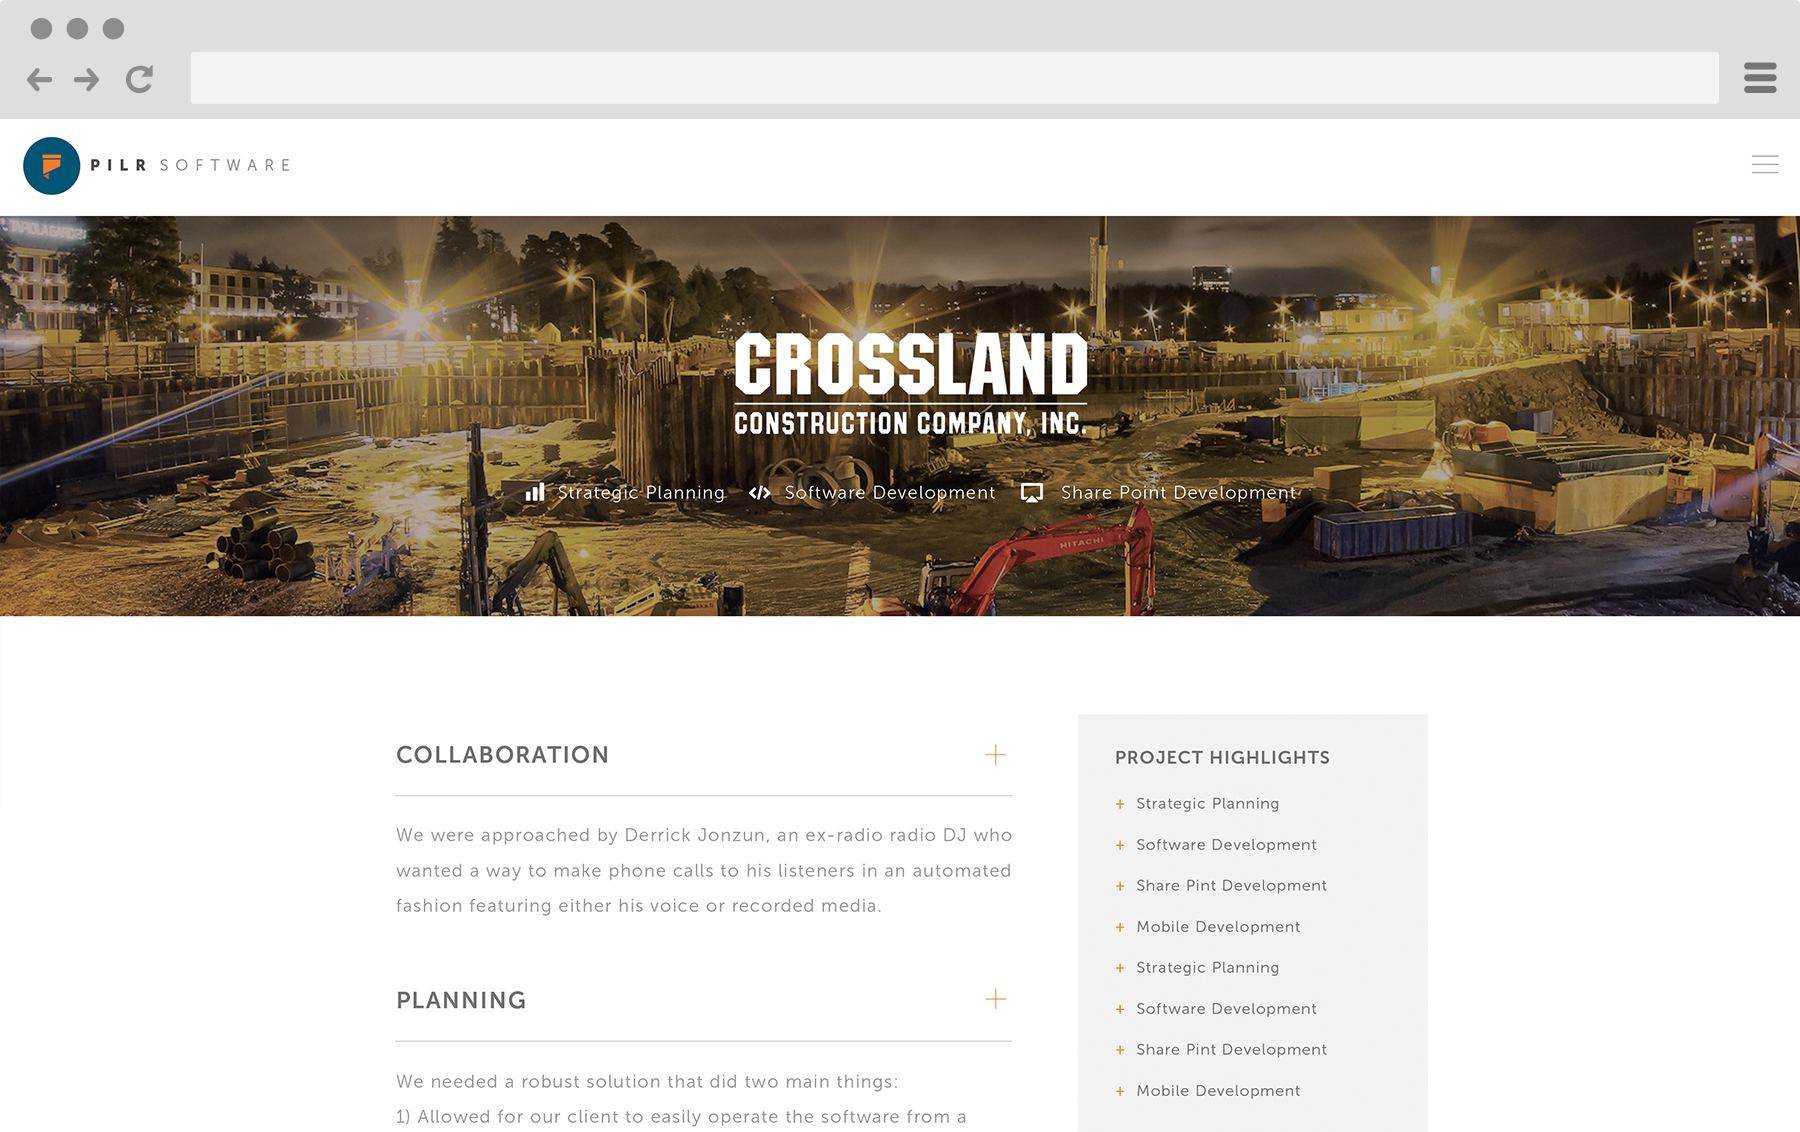 PILR SOFTWARE
CROSSLAND
CONSTRUCTION COMPANY, INC.
Strategic Planning </> Software Development Share Point Development
HITACHI
COLLABORATION
We were approached by Derrick Jonzun, an ex-radio radio DJ who
wanted a way to make phone calls to his listeners in an automated
fashion featuring either his voice or recorded media.
PLANNING
We needed a robust solution that did two main things:
1) Allowed for our client to easily operate the software from a
PROJECT HIGHLIGHTS
+ Strategic Planning
+ Software Development
+ Share Pint Development
+ Mobile Development
+ Strategic Planning
+ Software Development
+ Share Pint Development
+ Mobile Development